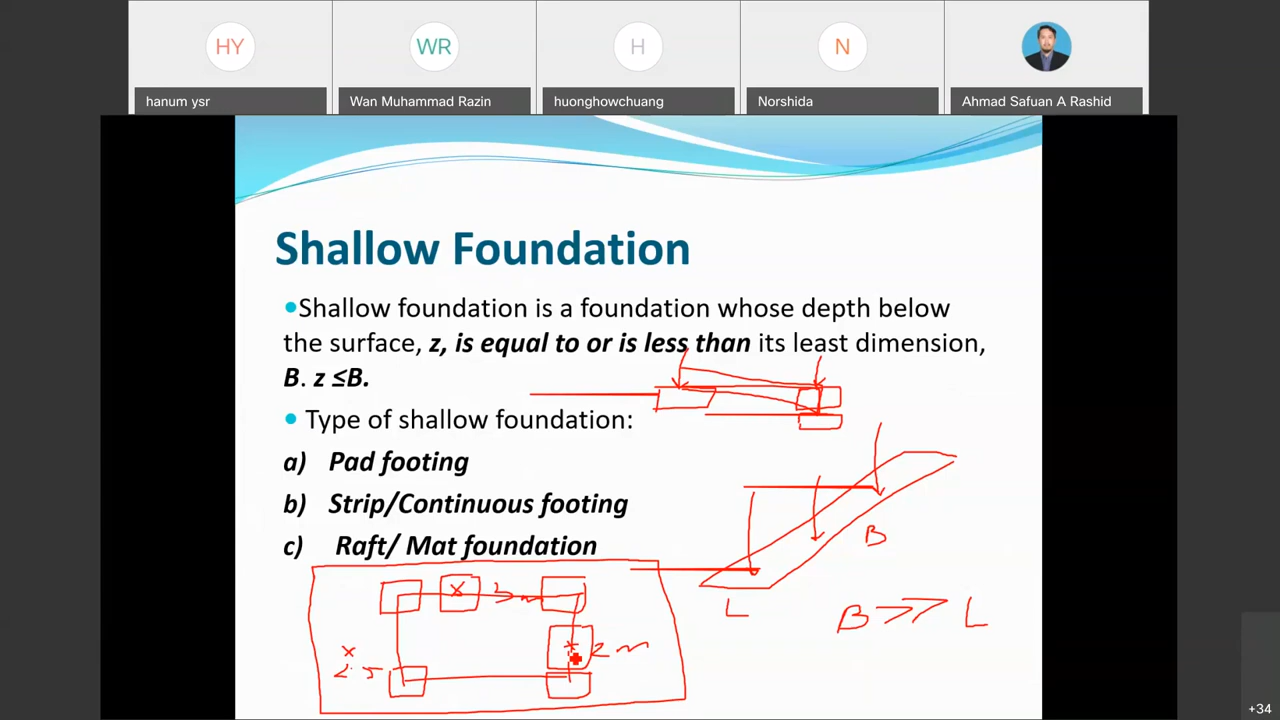 HY
WR
H
N
hanum ysr
Wan Muhammad Razin
huonghowchuang
Norshida
Ahmad Safuan A Rashid
Shallow Foundation
•Shallow foundation is a foundation whose depth below
the surface, z, is equal to or is less than its least dimension,
B. z ≤B.
• Type of shallow foundation:
a) Pad footing
b) Strip/Continuous footing
c) Raft/ Mat foundation
B
L
B >> L
3m
x
x
2m
+34